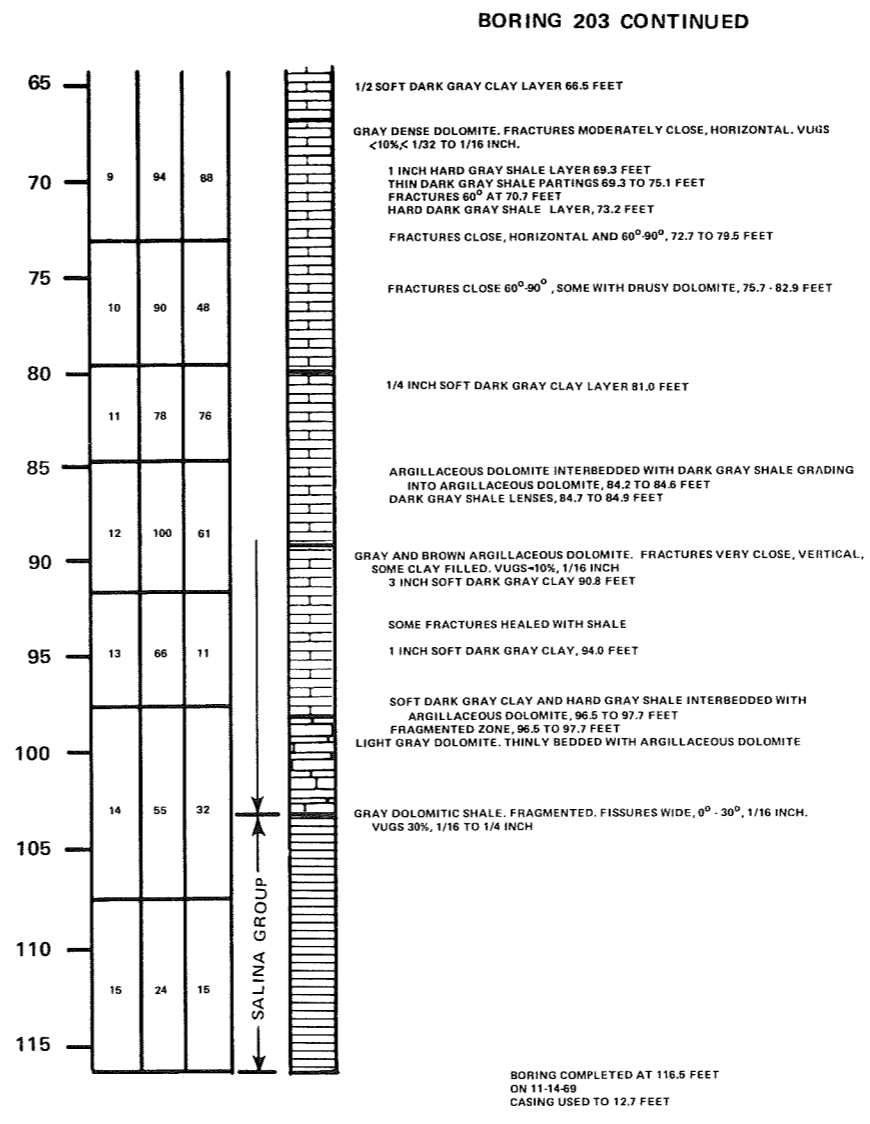 BORING 203 CONTINUED
65
1/2 SOFT DARK GRAY CLAY LAYER 66.5 FEET
GRAY DENSE DOLOMITE. FRACTURES MODERATELY CLOSE, HORIZONTAL. VUGS
<10%,< 1/32 TO 1/16 INCH.
1 INCH HARD GRAY SHALE LAYER 69.3 FEET
9 94 88
70
THIN DARK GRAY SHALE PARTINGS 69.3 TO 75.1 FEET
FRACTURES 60° AT 70.7 FEET
HARD DARK GRAY SHALE LAYER, 73.2 FEET
FRACTURES CLOSE, HORIZONTAL AND 60°-90°, 72.7 TO 79.5 FEET
75
FRACTURES CLOSE 60°-90° , SOME WITH DRUSY DOLOMITE, 75.7 - 82.9 FEET
10 90 48
80
1/4 INCH SOFT DARK GRAY CLAY LAYER 81.0 FEET
11 78 76
85
ARGILLACEOUS DOLOMITE INTERBEDDED WITH DARK GRAY SHALE GRADING
INTO ARGILLACEOUS DOLOMITE, 84.2 TO 84.6 FEET
DARK GRAY SHALE LENSES, 84.7 TO 84.9 FEET
12 100 61
90
GRAY AND BROWN ARGILLACEOUS DOLOMITE. FRACTURES VERY CLOSE, VERTICAL,
SOME CLAY FILLED. VUGS-10%, 1/16 INCH
3 INCH SOFT DARK GRAY CLAY 90.8 FEET
SOME FRACTURES HEALED WITH SHALE
95
13 66 11
1 INCH SOFT DARK GRAY CLAY, 94.0 FEET
SOFT DARK GRAY CLAY AND HARD GRAY SHALE INTERBEDDED WITH
ARGILLACEOUS DOLOMITE, 96.5 TO 97.7 FEET
FRAGMENTED ZONE, 96.5 TO 97.7 FEET
100
LIGHT GRAY DOLOMITE. THINLY BEDDED WITH ARGILLACEOUS DOLOMITE
14 55 32
GRAY DOLOMITIC SHALE. FRAGMENTED. FISSURES WIDE, 0° - 30°, 1/16 INCH.
VUGS 30%, 1/16 TO 1/4 INCH
105
SALINA GROUP
110
15 24 15
115
BORING COMPLETED AT 116.5 FEET
ON 11-14-69
CASING USED TO 12.7 FEET